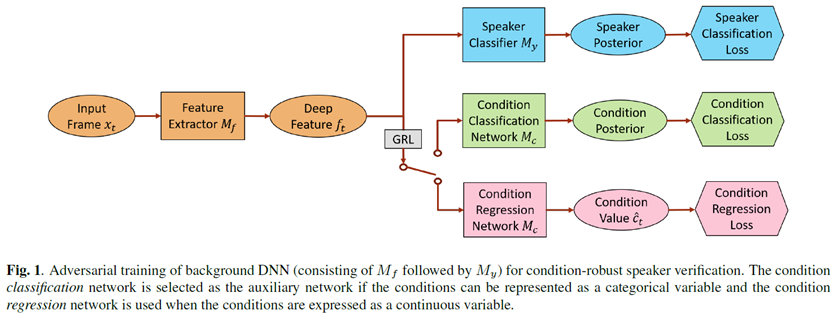 Input
Frame xₜ
Feature
Extractor M_f
Deep
Feature fₜ
GRL
Speaker
Classifier M_y
Speaker
Posterior
Speaker
Classification
Loss
Condition
Classification
Network M_c
Condition
Posterior
Condition
Classification
Loss
Condition
Regression
Network M_c
Condition
Value ĉₜ
Condition
Regression
Loss
Fig. 1. Adversarial training of background DNN (consisting of M_f followed by M_y) for condition-robust speaker verification. The condition
classification network is selected as the auxiliary network if the conditions can be represented as a categorical variable and the condition
regression network is used when the conditions are expressed as a continuous variable.